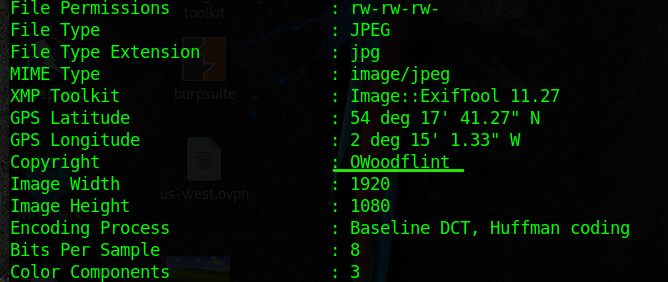 File Permissions : rw-rw-rw-
File Type : JPEG
File Type Extension : jpg
MIME Type : image/jpeg
XMP Toolkit : Image::ExifTool 11.27
GPS Latitude : 54 deg 17' 41.27" N
GPS Longitude : 2 deg 15' 1.33" W
Copyright : OWoodflint
Image Width : 1920
Image Height : 1080
Encoding Process : Baseline DCT, Huffman coding
Bits Per Sample : 8
Color Components : 3
toolkit
burpsuite
us-west.ovpn